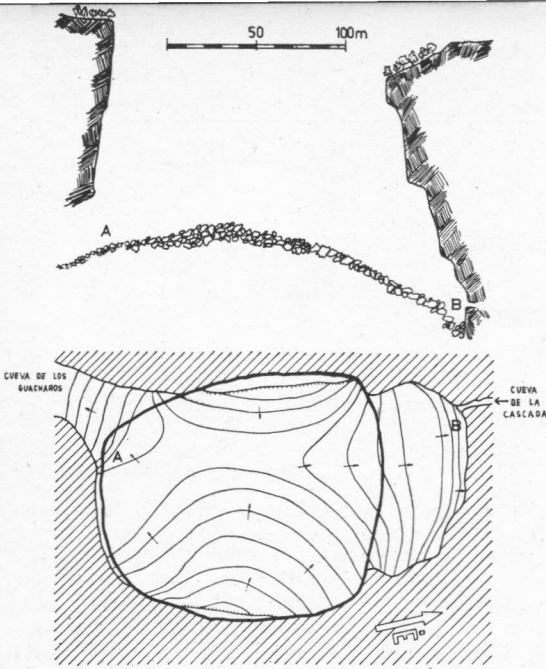 50 100m
A
B
CUEVA DE LOS
GUACHAROS
CUEVA
DE LA
CASCADA
A
B
E.